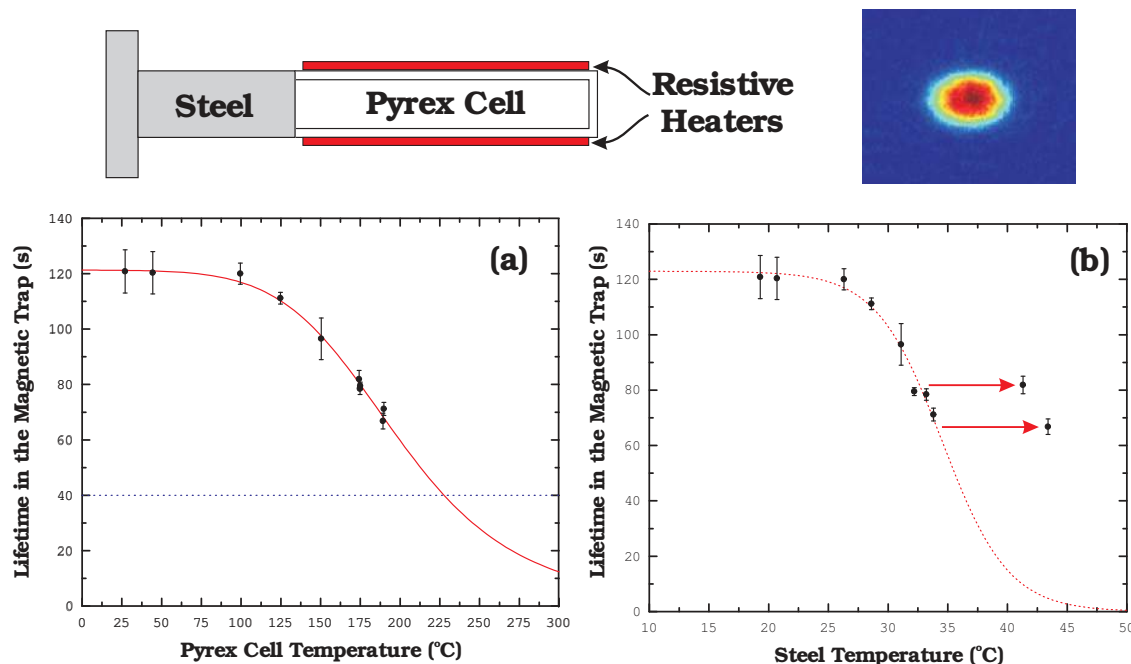 Steel
Pyrex Cell
Resistive
Heaters
(a)
Lifetime in the Magnetic Trap (s)
140
120
100
80
60
40
20
0
0 25 50 75 100 125 150 175 200 225 250 275 300
Pyrex Cell Temperature (°C)
(b)
Lifetime in the Magnetic Trap (s)
140
120
100
80
60
40
20
0
10 15 20 25 30 35 40 45 50
Steel Temperature (°C)